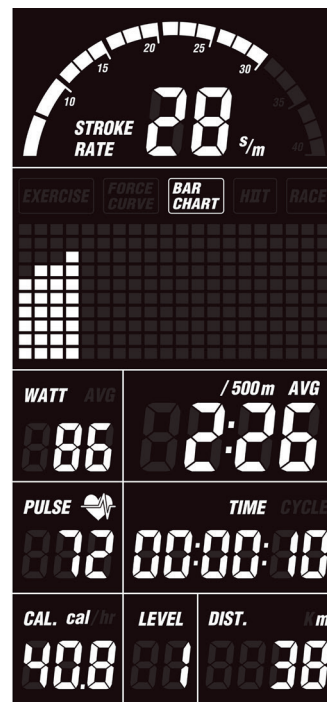 10 15 20 25 30 35 40
STROKE RATE 28 s/m
EXERCISE FORCE CURVE BAR CHART HIIT RACE
WATT AVG
86
/500m AVG
2:26
PULSE
72
TIME CYCLE
00:00:10
CAL. cal/hr
40.8
LEVEL
1
DIST. Km
38